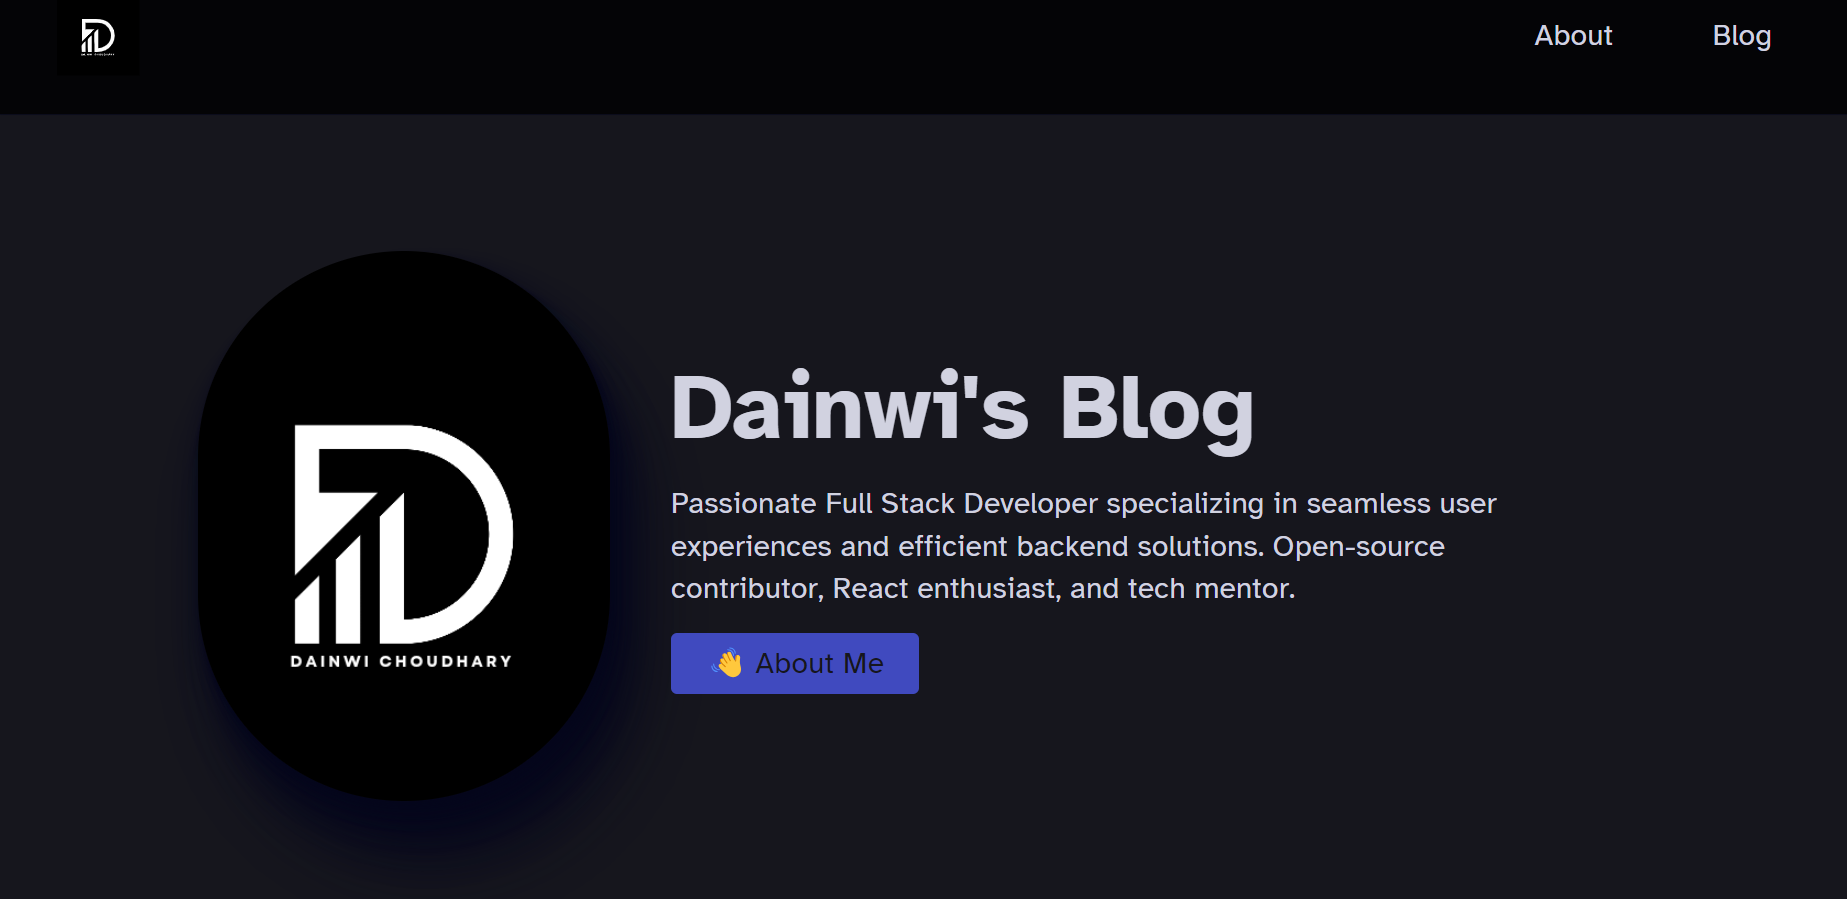 About
Blog
DAINWI CHOUDHARY
Dainwi's Blog
Passionate Full Stack Developer specializing in seamless user
experiences and efficient backend solutions. Open-source
contributor, React enthusiast, and tech mentor.
👋 About Me